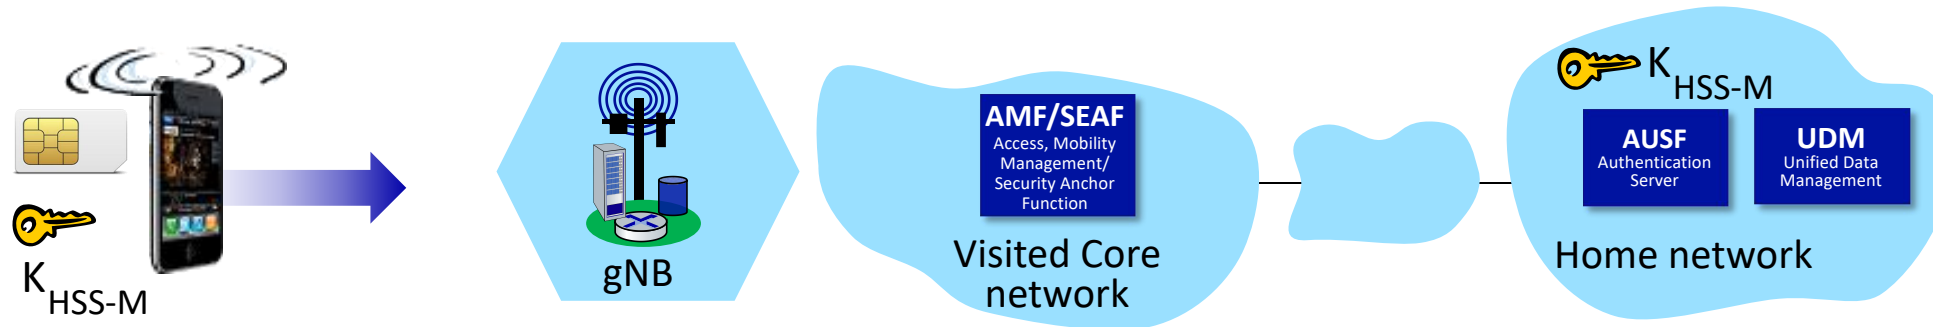 K
HSS-M
gNB
AMF/SEAF
Access, Mobility
Management/
Security Anchor
Function
Visited Core
network
K
HSS-M
AUSF
Authentication
Server
UDM
Unified Data
Management
Home network